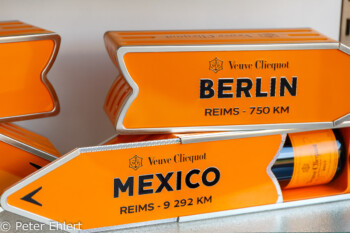 Veuve Clicquot
BERLIN
REIMS - 750 KM
Veuve Clicquot
MEXICO
REIMS - 9 292 KM
© Peter Ehlert